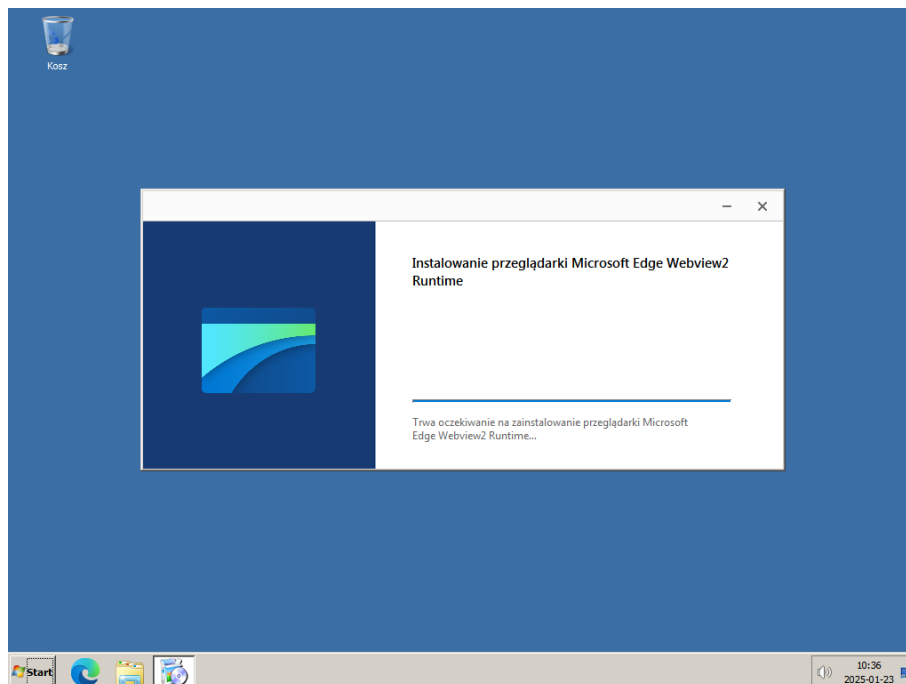 Kosz
Instalowanie przeglądarki Microsoft Edge Webview2
Runtime
Trwa oczekiwanie na zainstalowanie przeglądarki Microsoft
Edge Webview2 Runtime...
Start
10:36
2025-01-23